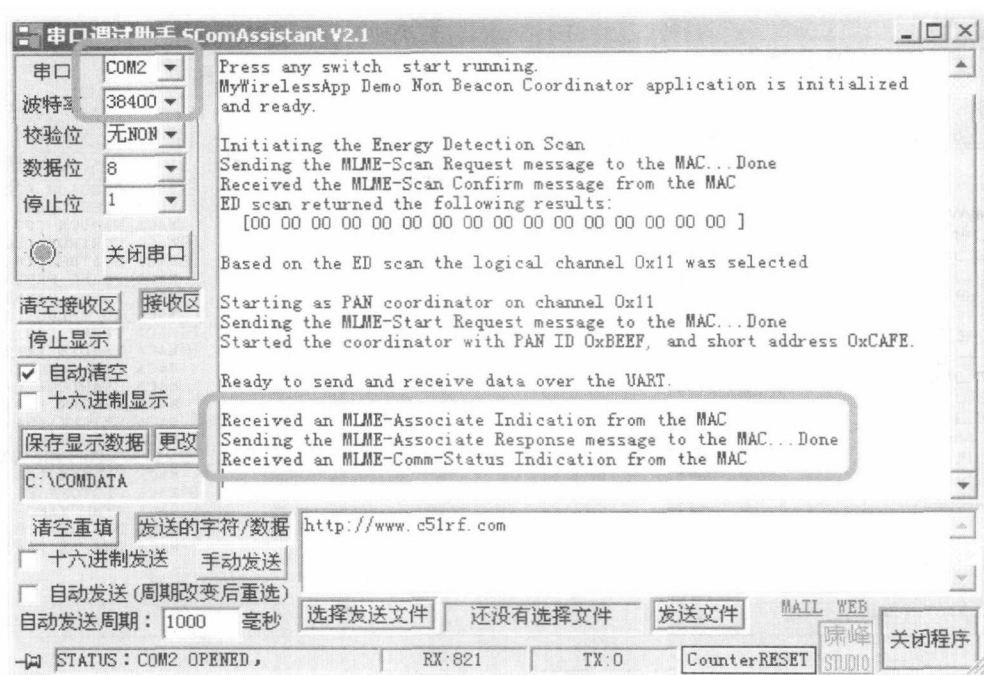 串口调试助手 SComAssistant V2.1
串口 COM2
波特率 38400
校验位 无NON
数据位 8
停止位 1
关闭串口
清空接收区 接收区
停止显示
自动清空
十六进制显示
保存显示数据 更改
C:\COMDATA
Press any switch start running.
MyWirelessApp Demo Non Beacon Coordinator application is initialized
and ready.
Initiating the Energy Detection Scan
Sending the MLME-Scan Request message to the MAC...Done
Received the MLME-Scan Confirm message from the MAC
ED scan returned the following results:
[00 00 00 00 00 00 00 00 00 00 00 00 00 00 00 00 ]
Based on the ED scan the logical channel 0x11 was selected
Starting as PAN coordinator on channel 0x11
Sending the MLME-Start Request message to the MAC...Done
Started the coordinator with PAN ID 0xBEEF, and short address 0xCAFE.
Ready to send and receive data over the UART.
Received an MLME-Associate Indication from the MAC
Sending the MLME-Associate Response message to the MAC...Done
Received an MLME-Comm-Status Indication from the MAC
清空重填 发送的字符/数据 http://www.c51rf.com
十六进制发送 手动发送
自动发送(周期改变后重选)
自动发送周期：1000 毫秒 选择发送文件 还没有选择文件 发送文件 MAIL WEB
啸峰
STUDIO
关闭程序
STATUS：COM2 OPENED， RX:821 TX:0 CounterRESET